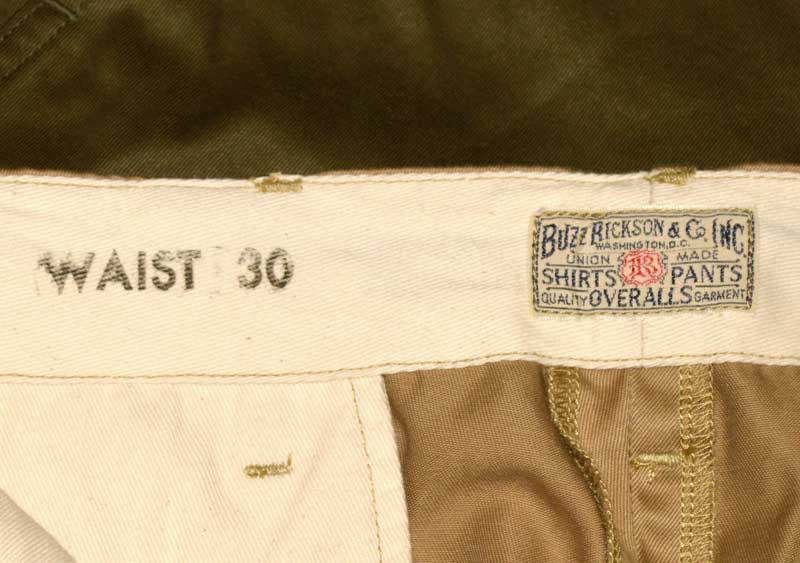 WAIST 30
BUZZ RICKSON & Co. INC
WASHINGTON, D.C.
UNION MADE
SHIRTS PANTS
QUALITY OVERALLS GARMENT